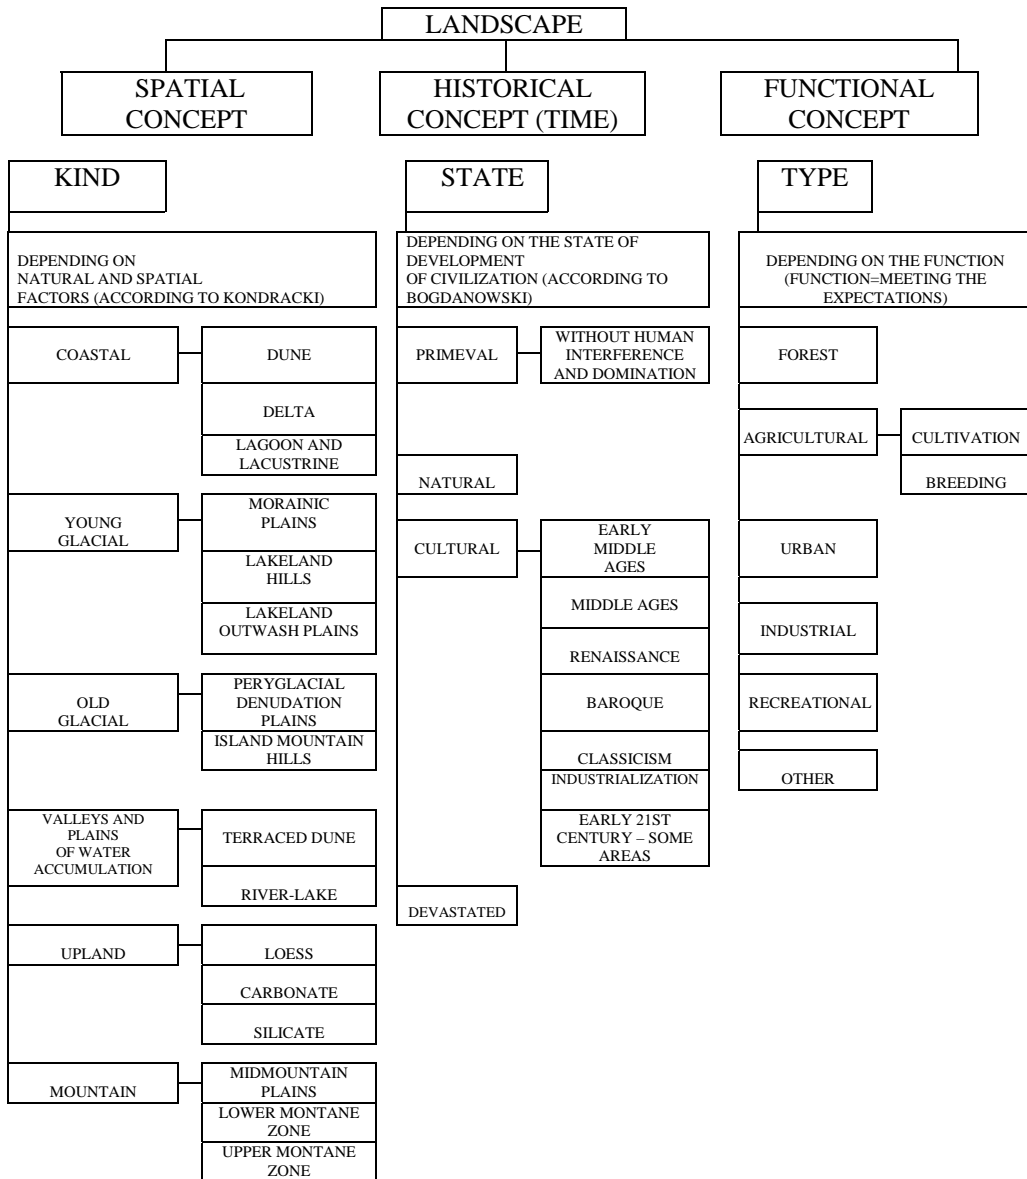 LANDSCAPE
SPATIAL
CONCEPT
HISTORICAL
CONCEPT (TIME)
FUNCTIONAL
CONCEPT
KIND
STATE
TYPE
DEPENDING ON
NATURAL AND SPATIAL
FACTORS (ACCORDING TO KONDRACKI)
COASTAL
DUNE
DELTA
LAGOON AND
LACUSTRINE
YOUNG
GLACIAL
MORAINIC
PLAINS
LAKELAND
HILLS
LAKELAND
OUTWASH PLAINS
OLD
GLACIAL
PERYGLACIAL
DENUDATION
PLAINS
ISLAND MOUNTAIN
HILLS
VALLEYS AND
PLAINS
OF WATER
ACCUMULATION
TERRACED DUNE
RIVER-LAKE
UPLAND
LOESS
CARBONATE
SILICATE
MOUNTAIN
MIDMOUNTAIN
PLAINS
LOWER MONTANE
ZONE
UPPER MONTANE
ZONE
DEPENDING ON THE STATE OF
DEVELOPMENT
OF CIVILIZATION (ACCORDING TO
BOGDANOWSKI)
PRIMEVAL
WITHOUT HUMAN
INTERFERENCE
AND DOMINATION
NATURAL
CULTURAL
EARLY
MIDDLE
AGES
MIDDLE AGES
RENAISSANCE
BAROQUE
CLASSICISM
INDUSTRIALIZATION
EARLY 21ST
CENTURY – SOME
AREAS
DEVASTATED
DEPENDING ON THE FUNCTION
(FUNCTION=MEETING THE
EXPECTATIONS)
FOREST
AGRICULTURAL
CULTIVATION
BREEDING
URBAN
INDUSTRIAL
RECREATIONAL
OTHER